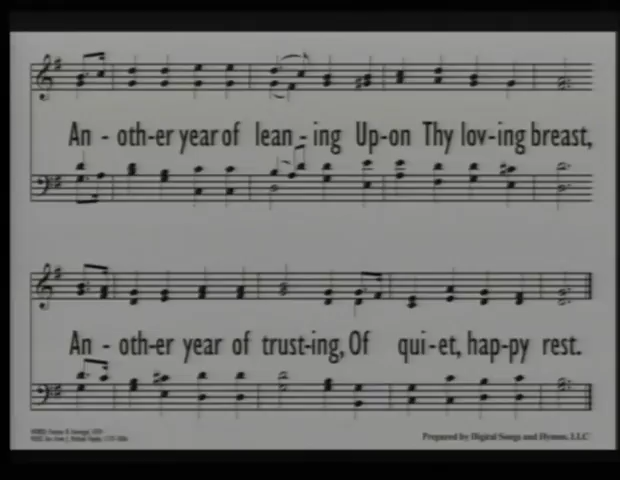 An - oth-er year of lean - ing Up-on Thy lov-ing breast,
An - oth-er year of trust-ing, Of qui-et, hap-py rest.
Prepared by Digital Songs and Hymns, LLC